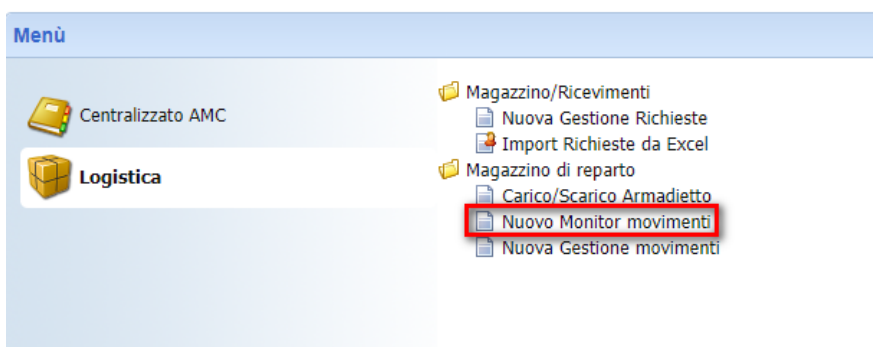 Menù
Centralizzato AMC
Logistica
Magazzino/Ricevimenti
Nuova Gestione Richieste
Import Richieste da Excel
Magazzino di reparto
Carico/Scarico Armadietto
Nuovo Monitor movimenti
Nuova Gestione movimenti